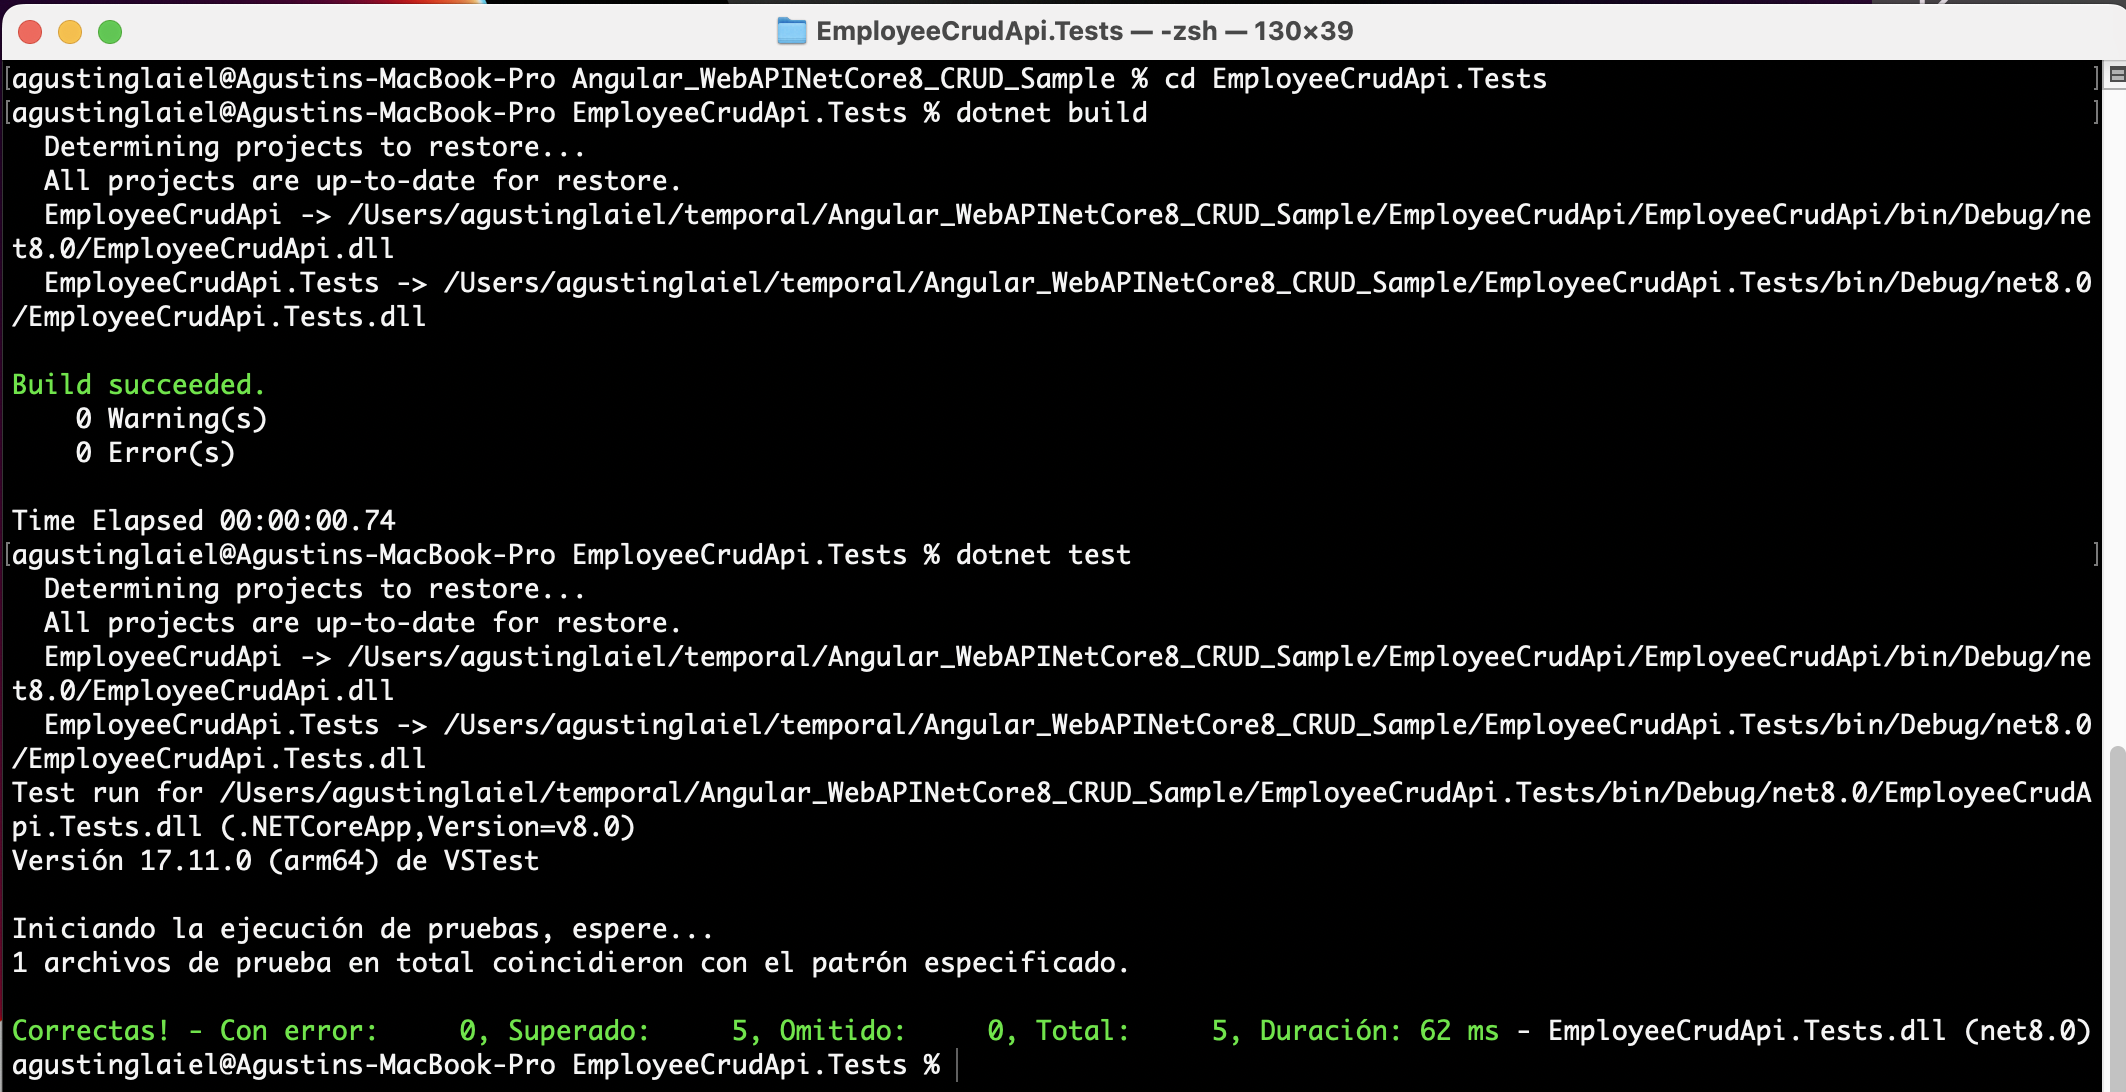 EmployeeCrudApi.Tests — -zsh — 130×39
[agustinglaiel@Agustins-MacBook-Pro Angular_WebAPINetCore8_CRUD_Sample % cd EmployeeCrudApi.Tests ]
[agustinglaiel@Agustins-MacBook-Pro EmployeeCrudApi.Tests % dotnet build ]
  Determining projects to restore...
  All projects are up-to-date for restore.
  EmployeeCrudApi -> /Users/agustinglaiel/temporal/Angular_WebAPINetCore8_CRUD_Sample/EmployeeCrudApi/EmployeeCrudApi/bin/Debug/ne
t8.0/EmployeeCrudApi.dll
  EmployeeCrudApi.Tests -> /Users/agustinglaiel/temporal/Angular_WebAPINetCore8_CRUD_Sample/EmployeeCrudApi.Tests/bin/Debug/net8.0
/EmployeeCrudApi.Tests.dll

Build succeeded.
    0 Warning(s)
    0 Error(s)

Time Elapsed 00:00:00.74
[agustinglaiel@Agustins-MacBook-Pro EmployeeCrudApi.Tests % dotnet test ]
  Determining projects to restore...
  All projects are up-to-date for restore.
  EmployeeCrudApi -> /Users/agustinglaiel/temporal/Angular_WebAPINetCore8_CRUD_Sample/EmployeeCrudApi/EmployeeCrudApi/bin/Debug/ne
t8.0/EmployeeCrudApi.dll
  EmployeeCrudApi.Tests -> /Users/agustinglaiel/temporal/Angular_WebAPINetCore8_CRUD_Sample/EmployeeCrudApi.Tests/bin/Debug/net8.0
/EmployeeCrudApi.Tests.dll
Test run for /Users/agustinglaiel/temporal/Angular_WebAPINetCore8_CRUD_Sample/EmployeeCrudApi.Tests/bin/Debug/net8.0/EmployeeCrudA
pi.Tests.dll (.NETCoreApp,Version=v8.0)
Versión 17.11.0 (arm64) de VSTest

Iniciando la ejecución de pruebas, espere...
1 archivos de prueba en total coincidieron con el patrón especificado.

Correctas! - Con error:     0, Superado:     5, Omitido:     0, Total:     5, Duración: 62 ms - EmployeeCrudApi.Tests.dll (net8.0)
agustinglaiel@Agustins-MacBook-Pro EmployeeCrudApi.Tests %